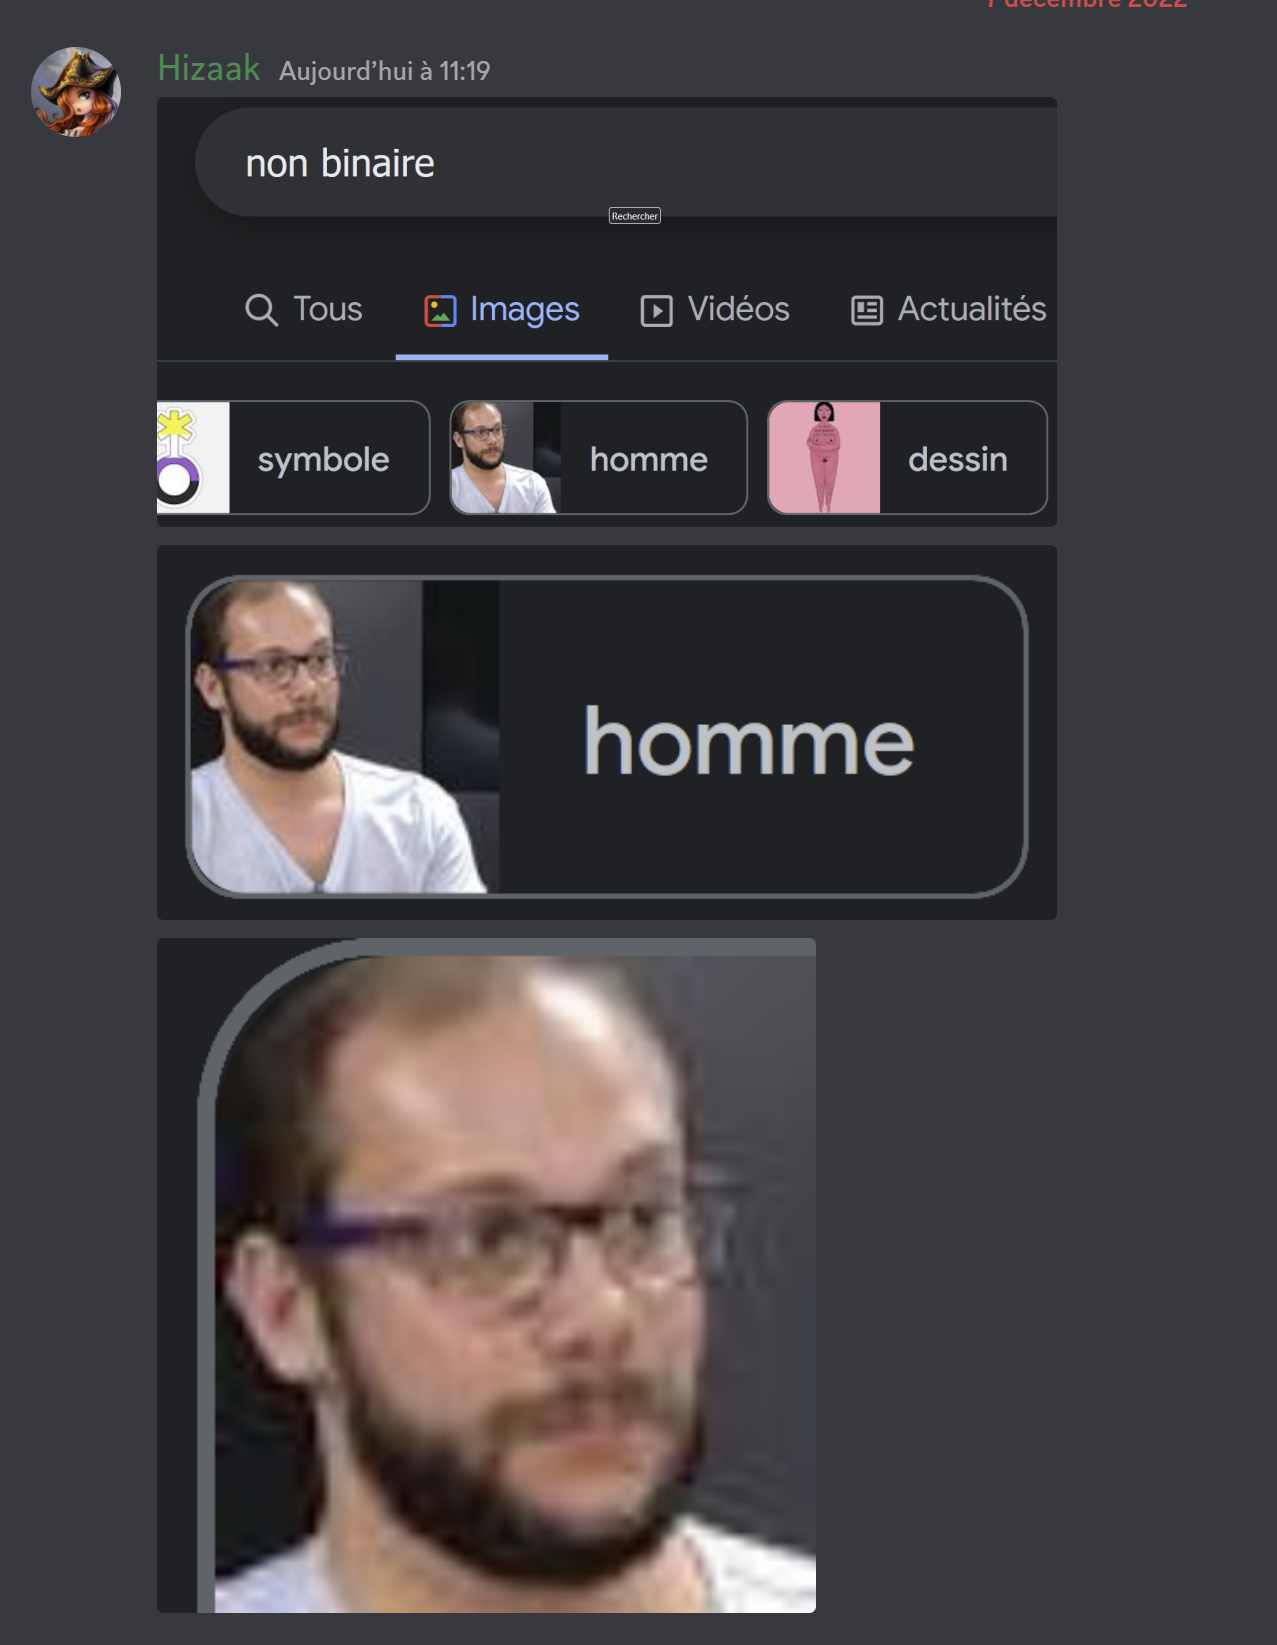 7 décembre 2022
Hizaak Aujourd’hui à 11:19
non binaire
Rechercher
Tous Images Vidéos Actualités
symbole homme dessin
homme